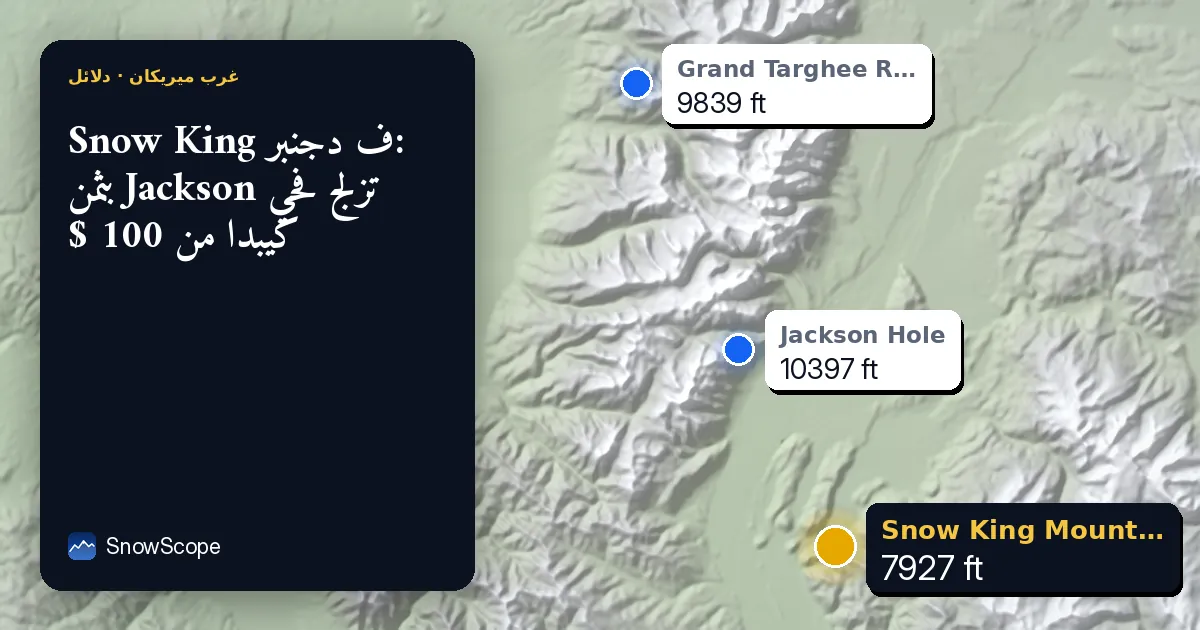 غرب ميريكان · دلائل
Snow King ف دجنبر:
تزلج في Jackson بثمن
كيبدا من 100 $
SnowScope
Grand Targhee R...
9839 ft
Jackson Hole
10397 ft
Snow King Mount...
7927 ft